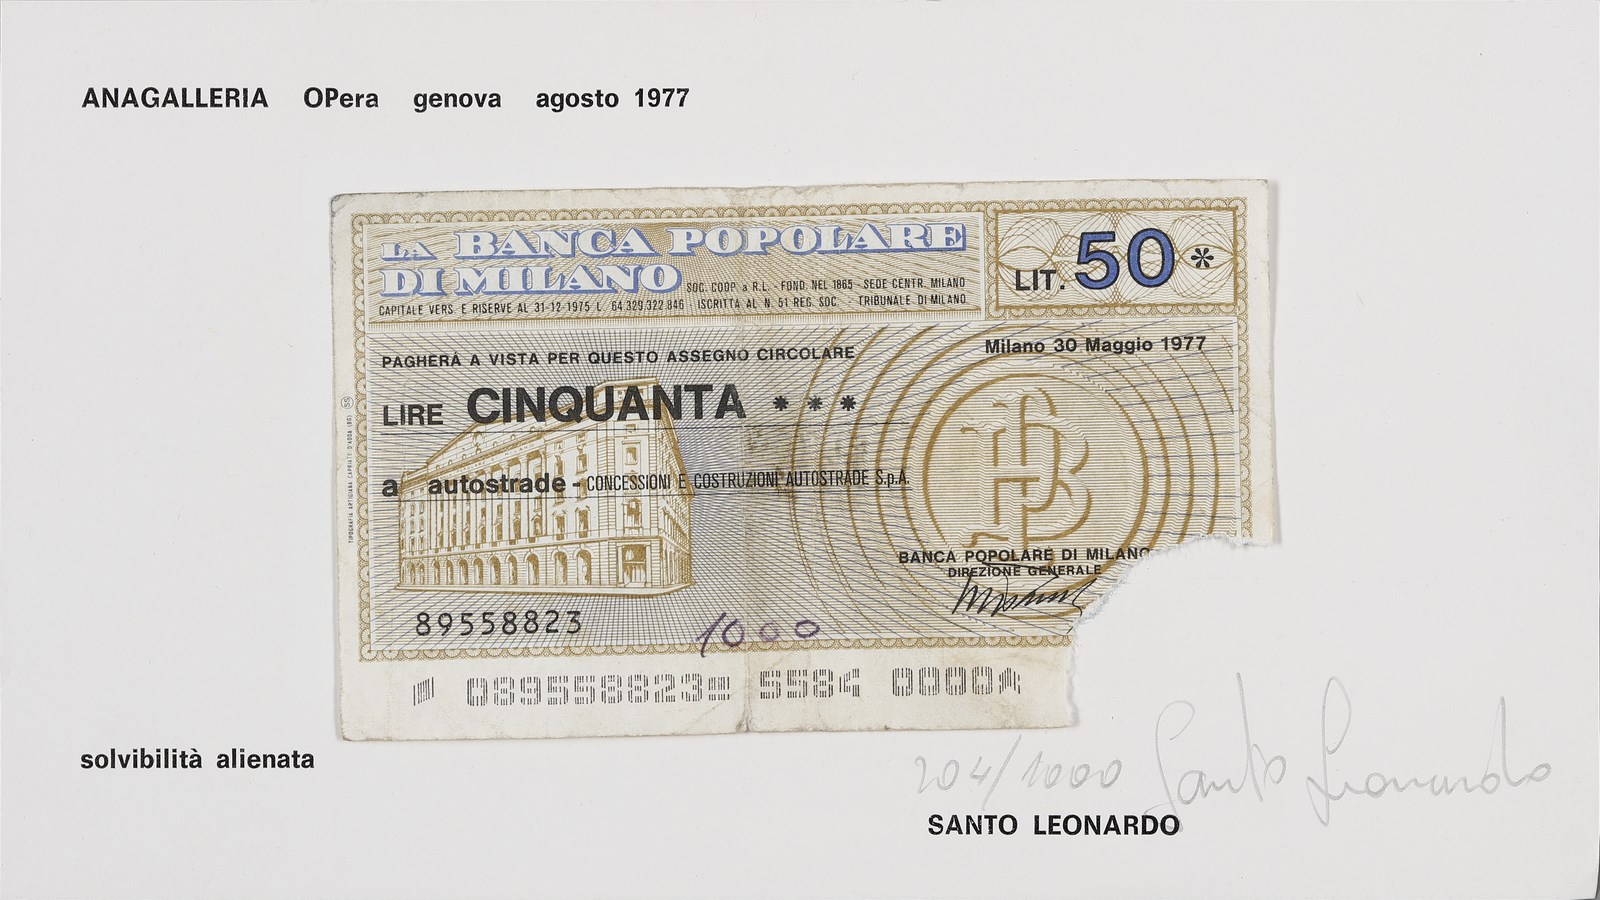 ANAGALLERIA OPera genova agosto 1977
LA BANCA POPOLARE
DI MILANO
SOC. COOP. a R.L. - FOND. NEL 1865 - SEDE CENTR. MILANO
CAPITALE VERS. E RISERVE AL 31-12-1975 L. 64.329.322.846 ISCRITTA AL N. 51 REG. SOC. TRIBUNALE DI MILANO
LIT. 50*
PAGHERÀ A VISTA PER QUESTO ASSEGNO CIRCOLARE
Milano 30 Maggio 1977
LIRE CINQUANTA ***
a autostrade - CONCESSIONI E COSTRUZIONI AUTOSTRADE S.p.A.
BANCA POPOLARE DI MILANO
DIREZIONE GENERALE
89558823
1000
089558823 5584 0000
solvibilità alienata
204/1000 Santo Leonardo
SANTO LEONARDO